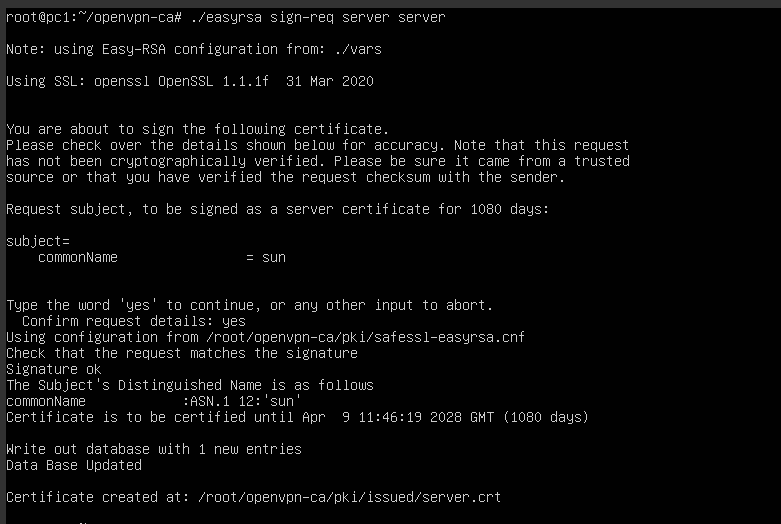 root@pc1:~/openvpn-ca# ./easyrsa sign-req server server
Note: using Easy-RSA configuration from: ./vars
Using SSL: openssl OpenSSL 1.1.1f  31 Mar 2020
You are about to sign the following certificate.
Please check over the details shown below for accuracy. Note that this request
has not been cryptographically verified. Please be sure it came from a trusted
source or that you have verified the request checksum with the sender.
Request subject, to be signed as a server certificate for 1080 days:
subject=
    commonName                = sun
Type the word 'yes' to continue, or any other input to abort.
  Confirm request details: yes
Using configuration from /root/openvpn-ca/pki/safessl-easyrsa.cnf
Check that the request matches the signature
Signature ok
The Subject's Distinguished Name is as follows
commonName            :ASN.1 12:'sun'
Certificate is to be certified until Apr  9 11:46:19 2028 GMT (1080 days)
Write out database with 1 new entries
Data Base Updated
Certificate created at: /root/openvpn-ca/pki/issued/server.crt